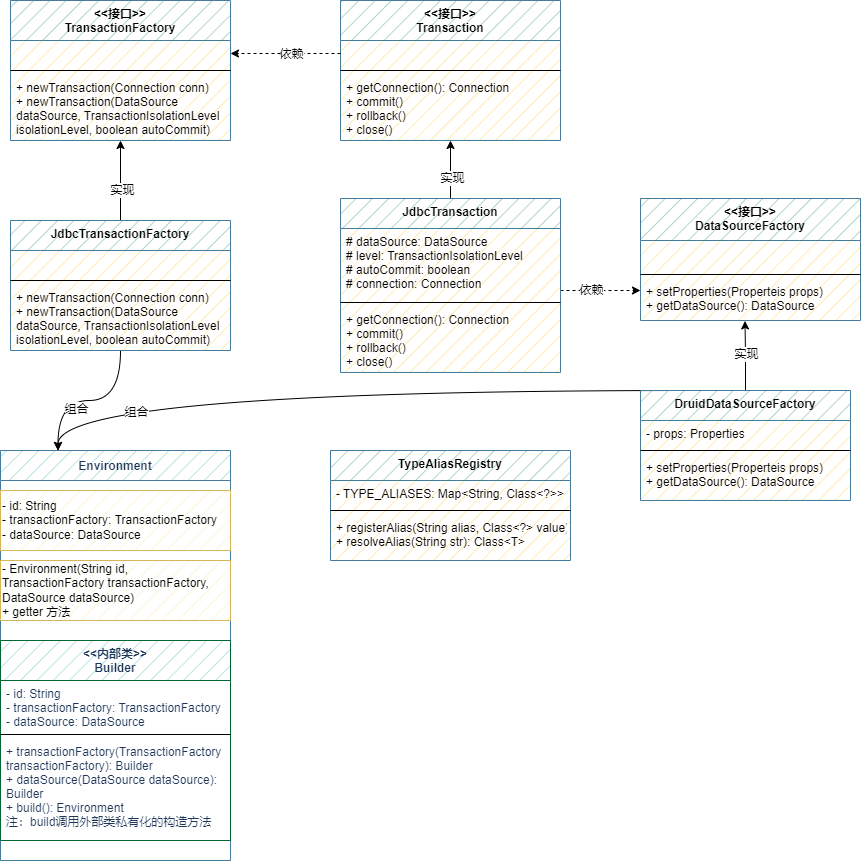 <<接口>>
TransactionFactory
+ newTransaction(Connection conn)
+ newTransaction(DataSource
dataSource, TransactionIsolationLevel
isolationLevel, boolean autoCommit)
依赖
<<接口>>
Transaction
+ getConnection(): Connection
+ commit()
+ rollback()
+ close()
实现
实现
JdbcTransactionFactory
+ newTransaction(Connection conn)
+ newTransaction(DataSource
dataSource, TransactionIsolationLevel
isolationLevel, boolean autoCommit)
JdbcTransaction
# dataSource: DataSource
# level: TransactionIsolationLevel
# autoCommit: boolean
# connection: Connection
+ getConnection(): Connection
+ commit()
+ rollback()
+ close()
依赖
<<接口>>
DataSourceFactory
+ setProperties(Properteis props)
+ getDataSource(): DataSource
实现
组合
组合
DruidDataSourceFactory
- props: Properties
+ setProperties(Properteis props)
+ getDataSource(): DataSource
Environment
- id: String
- transactionFactory: TransactionFactory
- dataSource: DataSource
- Environment(String id,
TransactionFactory transactionFactory,
DataSource dataSource)
+ getter 方法
<<内部类>>
Builder
- id: String
- transactionFactory: TransactionFactory
- dataSource: DataSource
+ transactionFactory(TransactionFactory
transactionFactory): Builder
+ dataSource(DataSource dataSource):
Builder
+ build(): Environment
注：build调用外部类私有化的构造方法
TypeAliasRegistry
- TYPE_ALIASES: Map<String, Class<?>>
+ registerAlias(String alias, Class<?> value)
+ resolveAlias(String str): Class<T>